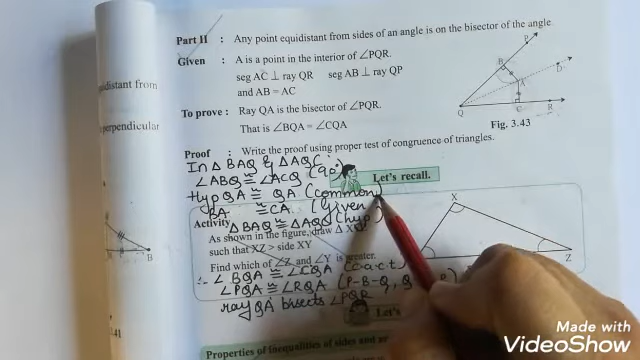 Part II : Any point equidistant from sides of an angle is on the bisector of the angle.
Given : A is a point in the interior of ∠PQR.
seg AC ⊥ ray QR seg AB ⊥ ray QP
and AB = AC
To prove : Ray QA is the bisector of ∠PQR.
That is ∠BQA = ∠CQA
Proof : Write the proof using proper test of congruence of triangles.
quidistant from
perpendicular
P
B
D
A
Q
C
R
Fig. 3.43
In △ BAQ & △ AQC
∠ABQ ≅ ∠ACQ (90°)
Hyp QA ≅ QA (common)
BA ≅ CA (Given
△BAQ ≅ △AQC (hyp)
∴ ∠BQA ≅ ∠CQA (cact)
∠PQA ≅ ∠RQA (P-B-Q, Q
ray QA bisects ∠PQR
Let's recall.
Activity
As shown in the figure, draw △
such that XZ > side XY
Find which of ∠Z and ∠Y is greater.
X
Z
B
3.41
Let's
Properties of inequalities of sides and
Made with
VideoShow